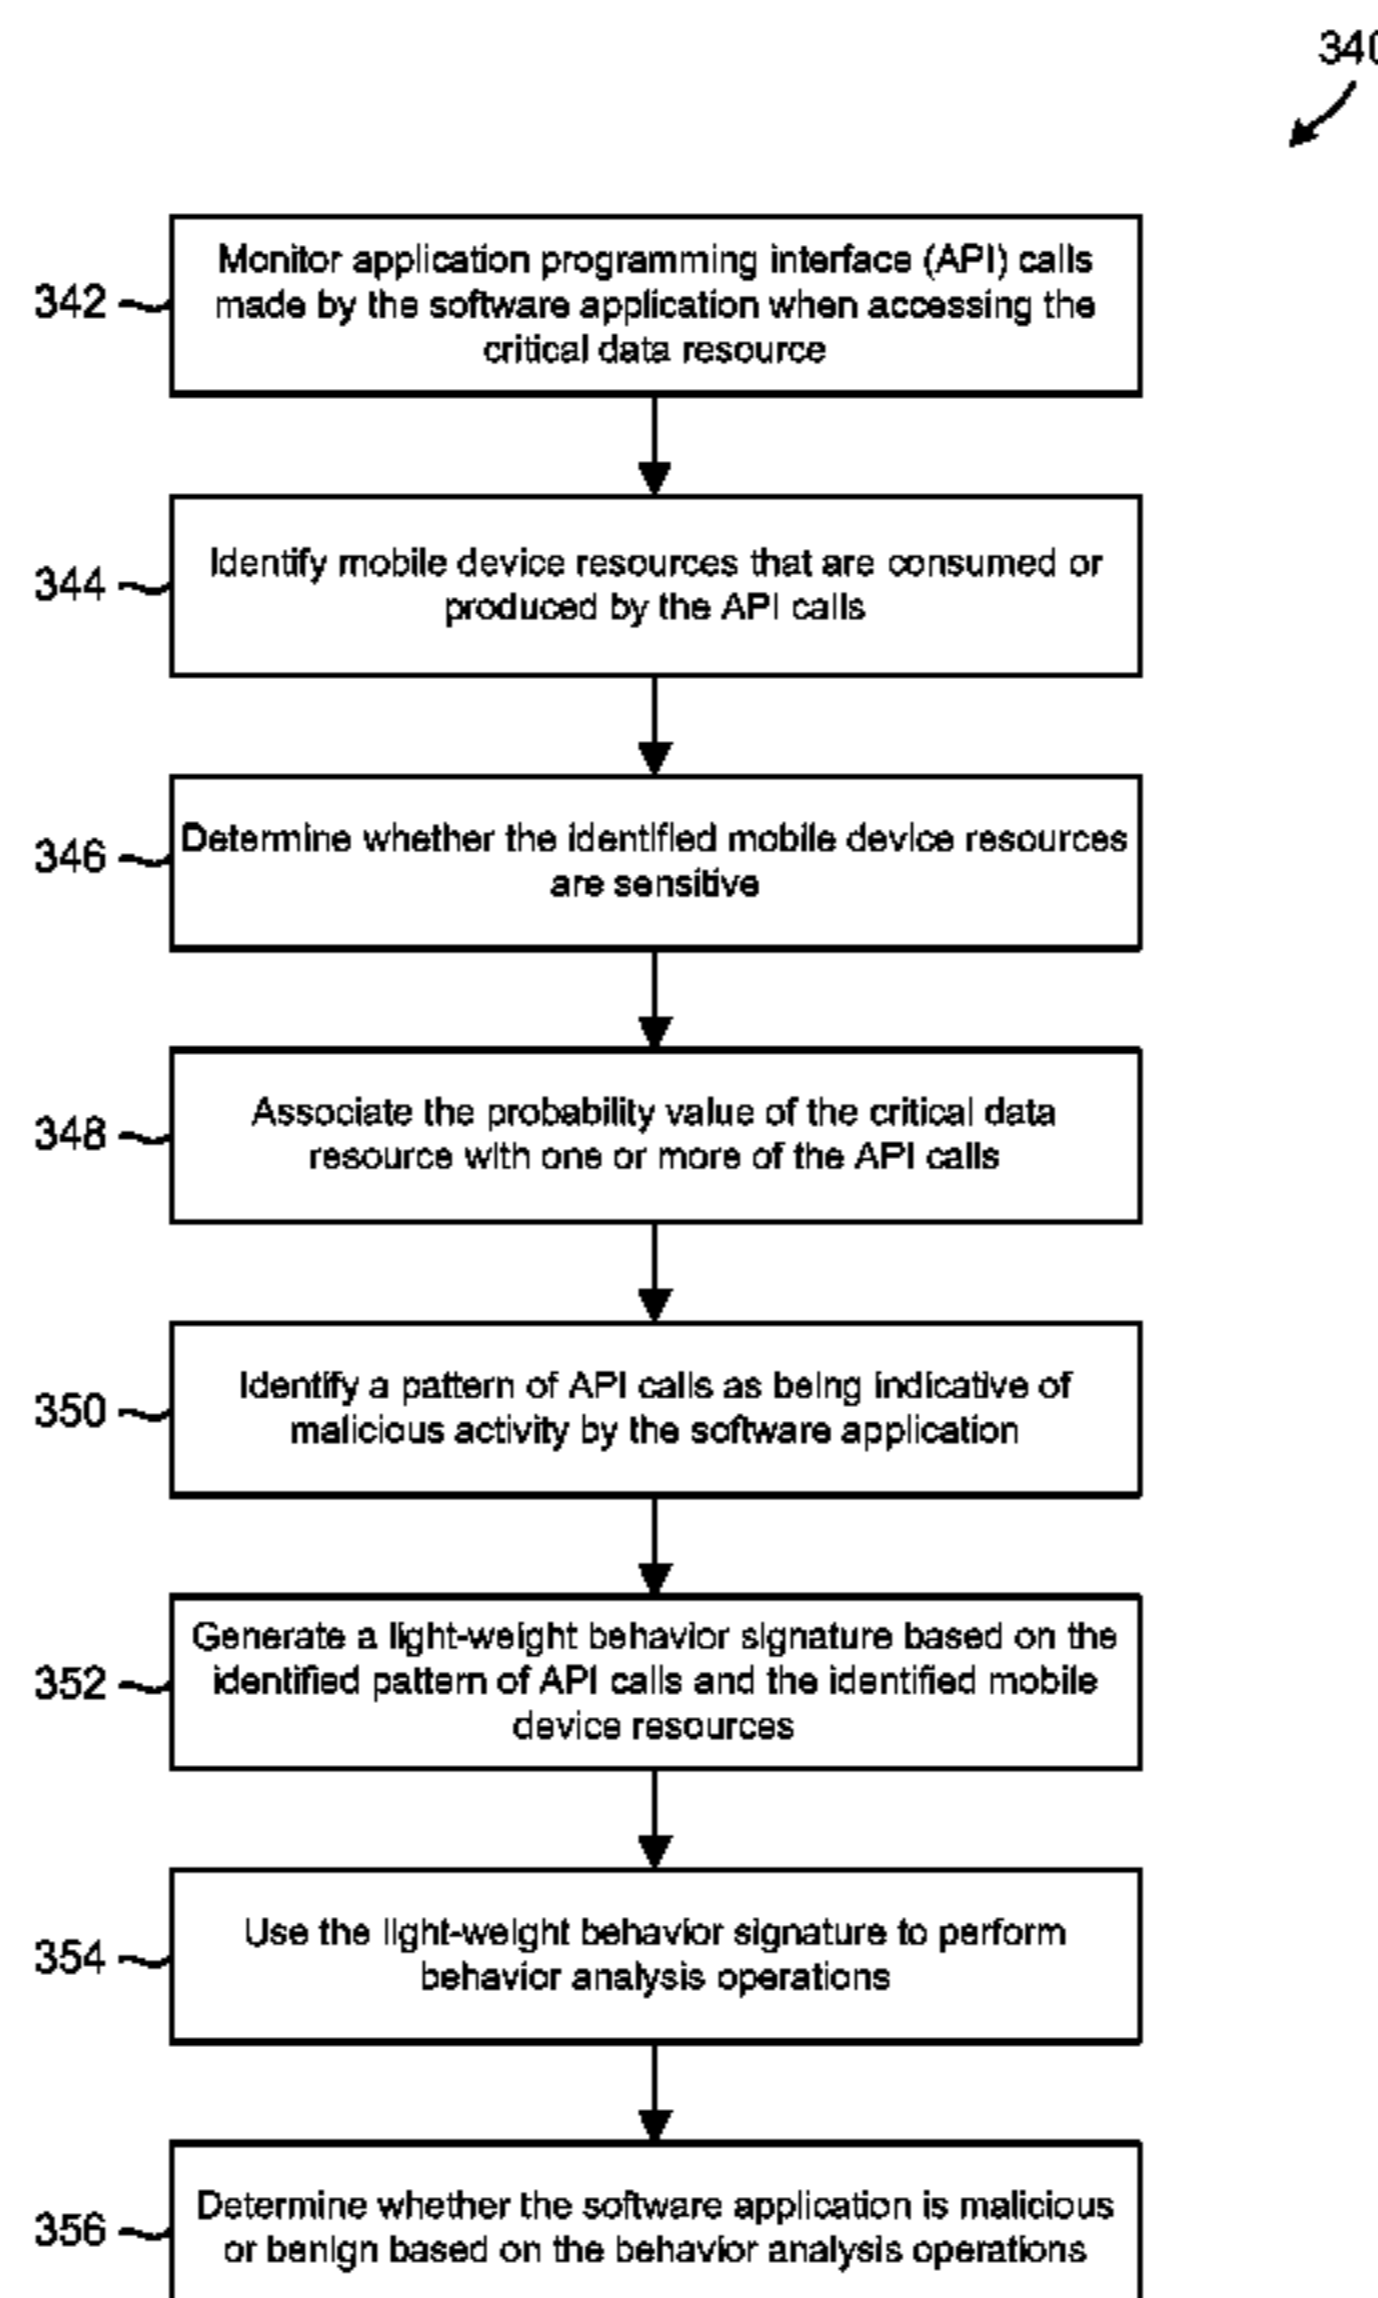 340
342
Monitor application programming interface (API) calls
made by the software application when accessing the
critical data resource
344
Identify mobile device resources that are consumed or
produced by the API calls
346
Determine whether the identified mobile device resources
are sensitive
348
Associate the probability value of the critical data
resource with one or more of the API calls
350
Identify a pattern of API calls as being indicative of
malicious activity by the software application
352
Generate a light-weight behavior signature based on the
identified pattern of API calls and the identified mobile
device resources
354
Use the light-weight behavior signature to perform
behavior analysis operations
356
Determine whether the software application is malicious
or benign based on the behavior analysis operations